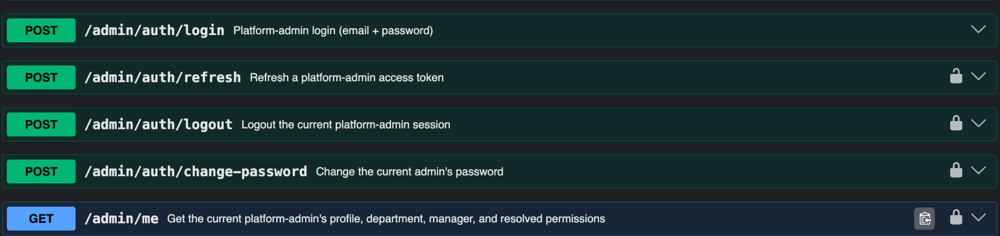 POST /admin/auth/login Platform-admin login (email + password)
POST /admin/auth/refresh Refresh a platform-admin access token
POST /admin/auth/logout Logout the current platform-admin session
POST /admin/auth/change-password Change the current admin's password
GET /admin/me Get the current platform-admin's profile, department, manager, and resolved permissions